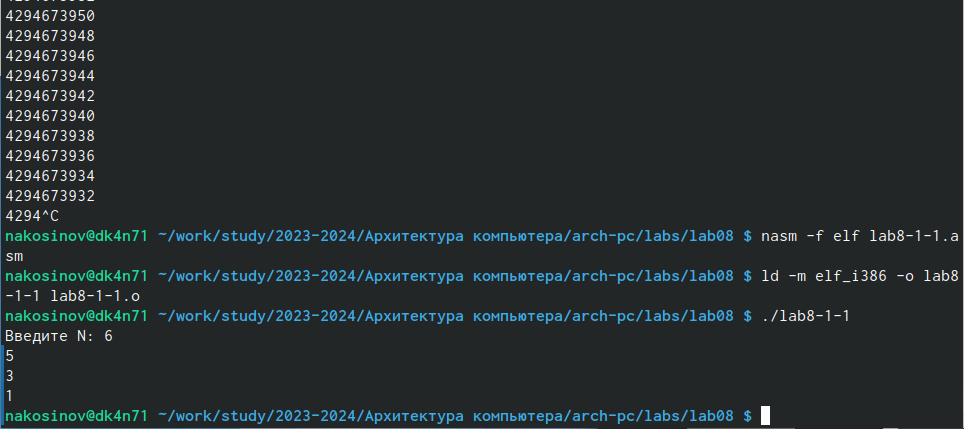 4294673950
4294673948
4294673946
4294673944
4294673942
4294673940
4294673938
4294673936
4294673934
4294673932
4294^C
nakosinov@dk4n71 ~/work/study/2023-2024/Архитектура компьютера/arch-pc/labs/lab08 $ nasm -f elf lab8-1-1.a
sm
nakosinov@dk4n71 ~/work/study/2023-2024/Архитектура компьютера/arch-pc/labs/lab08 $ ld -m elf_i386 -o lab8
-1-1 lab8-1-1.o
nakosinov@dk4n71 ~/work/study/2023-2024/Архитектура компьютера/arch-pc/labs/lab08 $ ./lab8-1-1
Введите N: 6
5
3
1
nakosinov@dk4n71 ~/work/study/2023-2024/Архитектура компьютера/arch-pc/labs/lab08 $